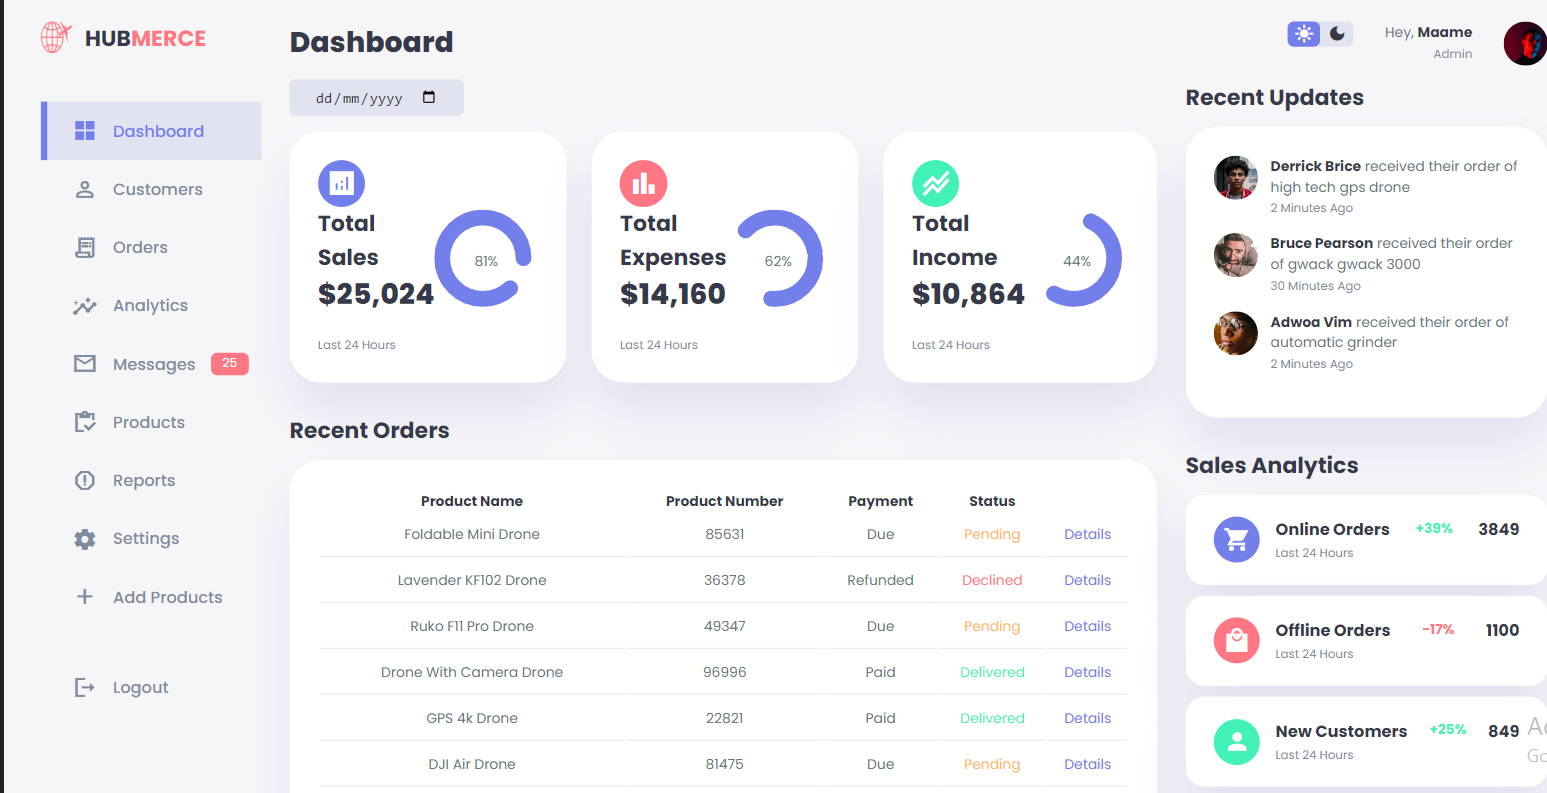 HUBMERCE
Dashboard
Customers
Orders
Analytics
Messages 25
Products
Reports
Settings
Add Products
Logout
Dashboard
dd/mm/yyyy
Total
Sales
$25,024
81%
Last 24 Hours
Total
Expenses
$14,160
62%
Last 24 Hours
Total
Income
$10,864
44%
Last 24 Hours
Recent Orders
Product Name Product Number Payment Status
Foldable Mini Drone 85631 Due Pending Details
Lavender KF102 Drone 36378 Refunded Declined Details
Ruko F11 Pro Drone 49347 Due Pending Details
Drone With Camera Drone 96996 Paid Delivered Details
GPS 4k Drone 22821 Paid Delivered Details
DJI Air Drone 81475 Due Pending Details
Hey, Maame
Admin
Recent Updates
Derrick Brice received their order of
high tech gps drone
2 Minutes Ago
Bruce Pearson received their order
of gwack gwack 3000
30 Minutes Ago
Adwoa Vim received their order of
automatic grinder
2 Minutes Ago
Sales Analytics
Online Orders +39% 3849
Last 24 Hours
Offline Orders -17% 1100
Last 24 Hours
New Customers +25% 849
Last 24 Hours